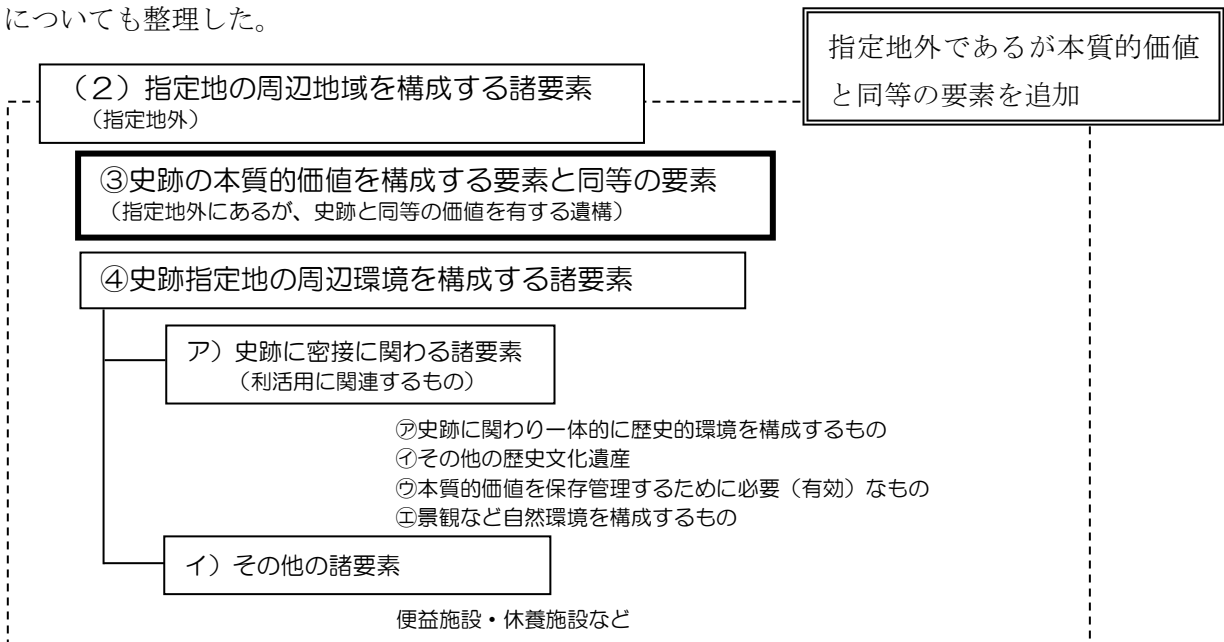 についても整理した。
指定地外であるが本質的価値
と同等の要素を追加
（２）指定地の周辺地域を構成する諸要素
（指定地外）
③史跡の本質的価値を構成する要素と同等の要素
（指定地外にあるが、史跡と同等の価値を有する遺構）
④史跡指定地の周辺環境を構成する諸要素
ア）史跡に密接に関わる諸要素
（利活用に関連するもの）
㋐史跡に関わり一体的に歴史的環境を構成するもの
㋑その他の歴史文化遺産
㋒本質的価値を保存管理するために必要（有効）なもの
㋓景観など自然環境を構成するもの
イ）その他の諸要素
便益施設・休養施設など